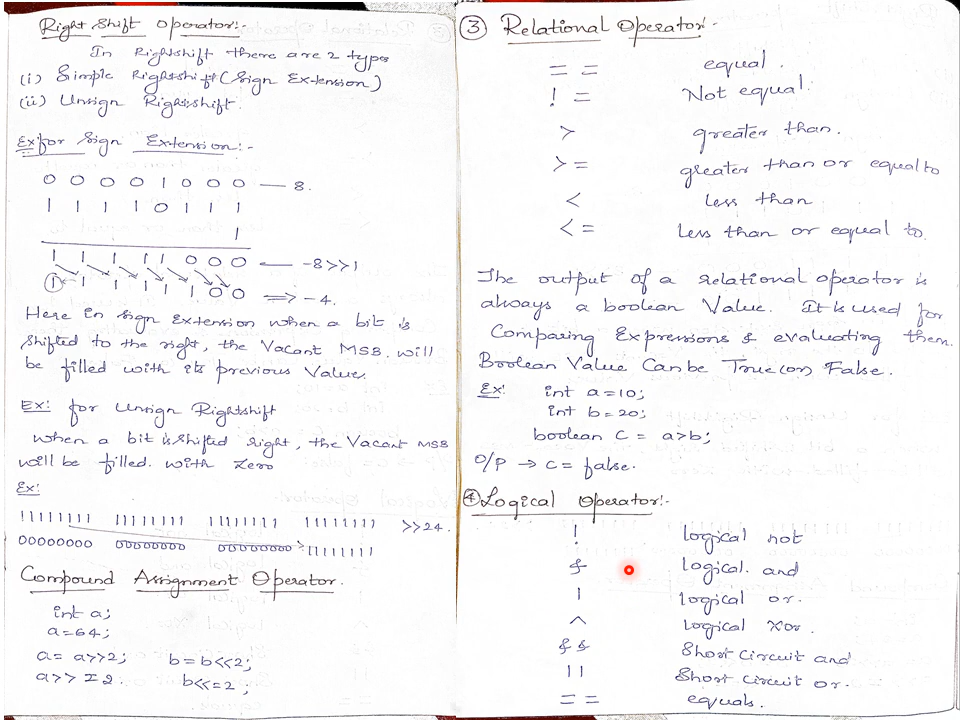 Right Shift Operator:-
In Rightshift there are 2 types
(i) Simple Rightshift (Sign Extension)
(ii) Unsign Rightshift.
Ex: for Sign Extension:-
0 0 0 0 1 0 0 0 — 8.
1 1 1 1 0 1 1 1
1
1 1 1 1 1 0 0 0 — -8>>1
1 1 1 1 1 1 0 0 => -4.
Here in Sign Extension when a bit is
shifted to the right, the Vacant MSB. will
be filled with its previous Value.
Ex: for Unsign Rightshift
when a bit is shifted right, the Vacant MSB
will be filled. with Zero
Ex:
11111111 11111111 11111111 11111111 >>24.
00000000 00000000 00000000 11111111
Compound Assignment Operator.
int a;
a=64;
a= a>>2; b=b<<2;
a>>=2; b<<=2;
③ Relational Operator:-
== equal.
!= Not equal.
> greater than.
>= greater than or equal to
< Less than
<= Less than or equal to.
The output of a relational operator is
always a boolean Value. It is used for
Comparing Expressions & evaluating them.
Boolean Value Can be True (or) False.
Ex: int a=10;
int b=20;
boolean C = a>b;
O/P → C = false.
④ Logical Operator:-
! Logical not
& Logical. and
| Logical or.
^ Logical Xor.
&& Short Circuit and
|| Short Circuit or.
== equals.